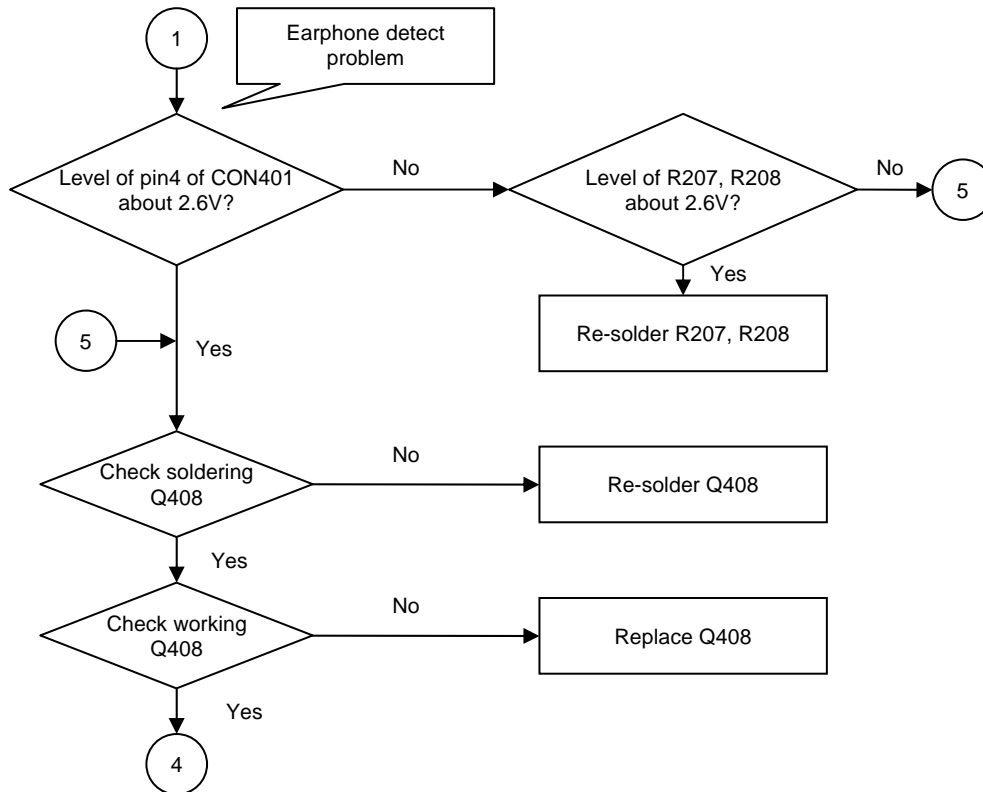 1
Earphone detect
problem
Level of pin4 of CON401
about 2.6V?
No
Level of R207, R208
about 2.6V?
No
5
Yes
Re-solder R207, R208
5
Yes
Check soldering
Q408
No
Re-solder Q408
Yes
Check working
Q408
No
Replace Q408
Yes
4